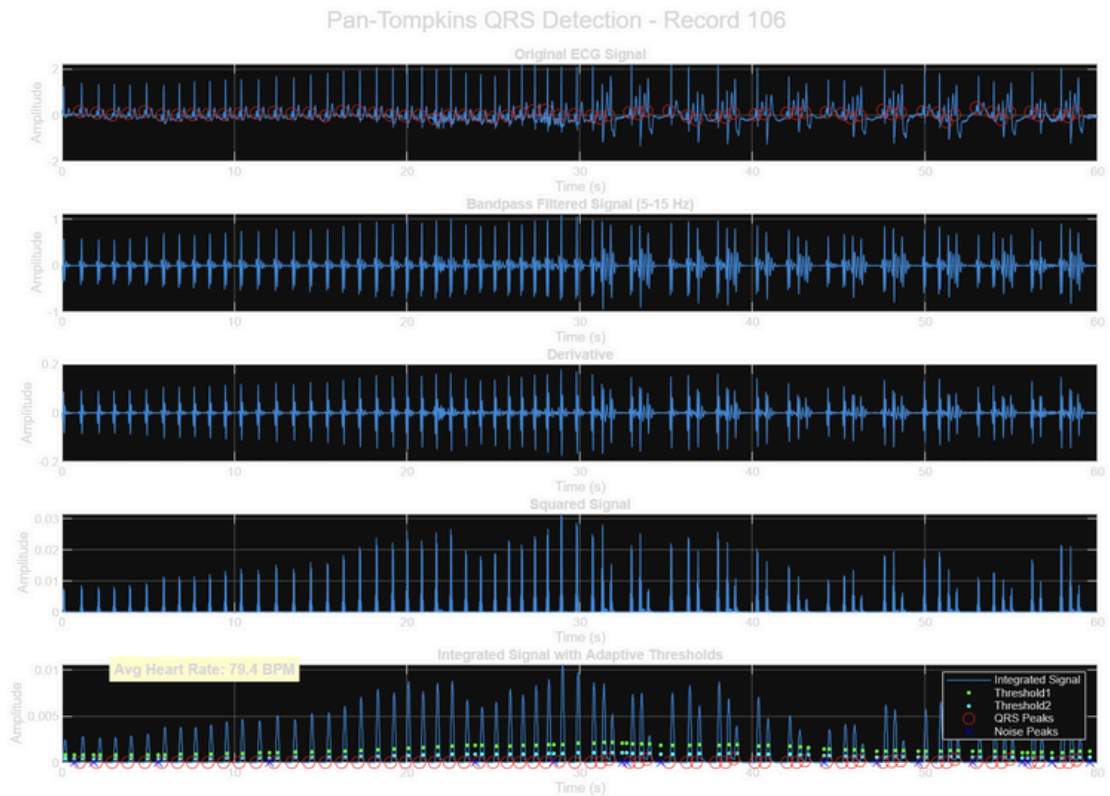 Pan-Tompkins QRS Detection - Record 106
Original ECG Signal
Amplitude
2
0
-2
0 10 20 30 40 50 60
Time (s)
Bandpass Filtered Signal (5-15 Hz)
Amplitude
1
0
-1
0 10 20 30 40 50 60
Time (s)
Derivative
Amplitude
0.2
0
-0.2
0 10 20 30 40 50 60
Time (s)
Squared Signal
Amplitude
0.03
0.02
0.01
0
0 10 20 30 40 50 60
Time (s)
Integrated Signal with Adaptive Thresholds
Avg Heart Rate: 79.4 BPM
Amplitude
0.01
0.005
0
Integrated Signal
Threshold1
Threshold2
QRS Peaks
Noise Peaks
0 10 20 30 40 50 60
Time (s)